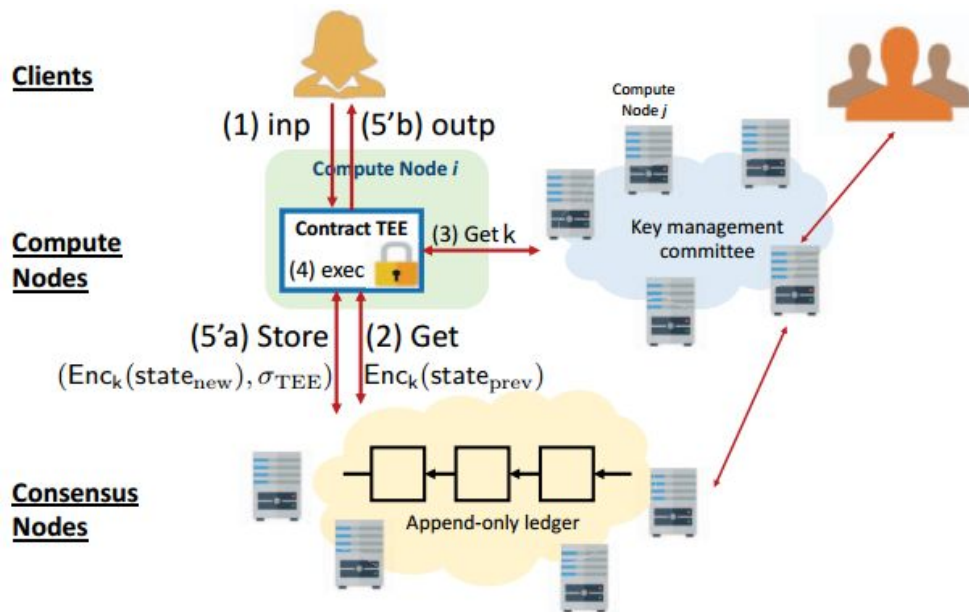 Clients
(1) inp
(5'b) outp
Compute
Node j
Compute Node i
Compute
Nodes
Contract TEE
(4) exec
(3) Get k
Key management
committee
(5'a) Store
(Enc_k(state_new), σ_TEE)
(2) Get
Enc_k(state_prev)
Consensus
Nodes
Append-only ledger